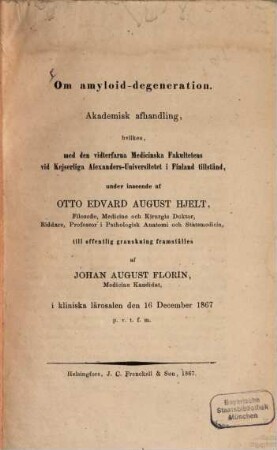 Om amyloid-degeneration.
Akademisk afhandling,
hvilken,
med den vidterfarna Medicinska Fakultetens
vid Kejserliga Alexanders-Universitetet i Finland tillstånd,
under inseende af
OTTO EDVARD AUGUST HJELT,
Filosofie, Medicine och Kirurgie Doktor,
Riddare, Professor i Pathologisk Anatomi och Statsmedicin,
till offentlig granskning framställes
af
JOHAN AUGUST FLORIN,
Medicinæ Kandidat,
i kliniska lärosalen den 16 December 1867
p. v. t. f. m.
Helsingfors, J. C. Frenckell & Son, 1867.
Bayerische
Staatsbibliothek
München